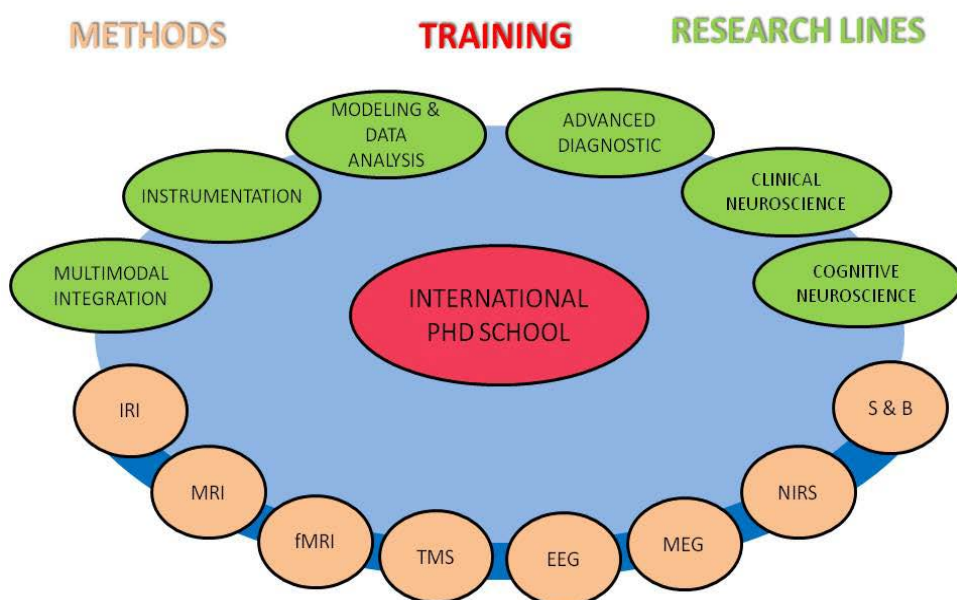 METHODS
TRAINING
RESEARCH LINES
MODELING &
DATA
ANALYSIS
ADVANCED
DIAGNOSTIC
INSTRUMENTATION
CLINICAL
NEUROSCIENCE
MULTIMODAL
INTEGRATION
COGNITIVE
NEUROSCIENCE
INTERNATIONAL
PHD SCHOOL
IRI
MRI
fMRI
TMS
EEG
MEG
NIRS
S & B